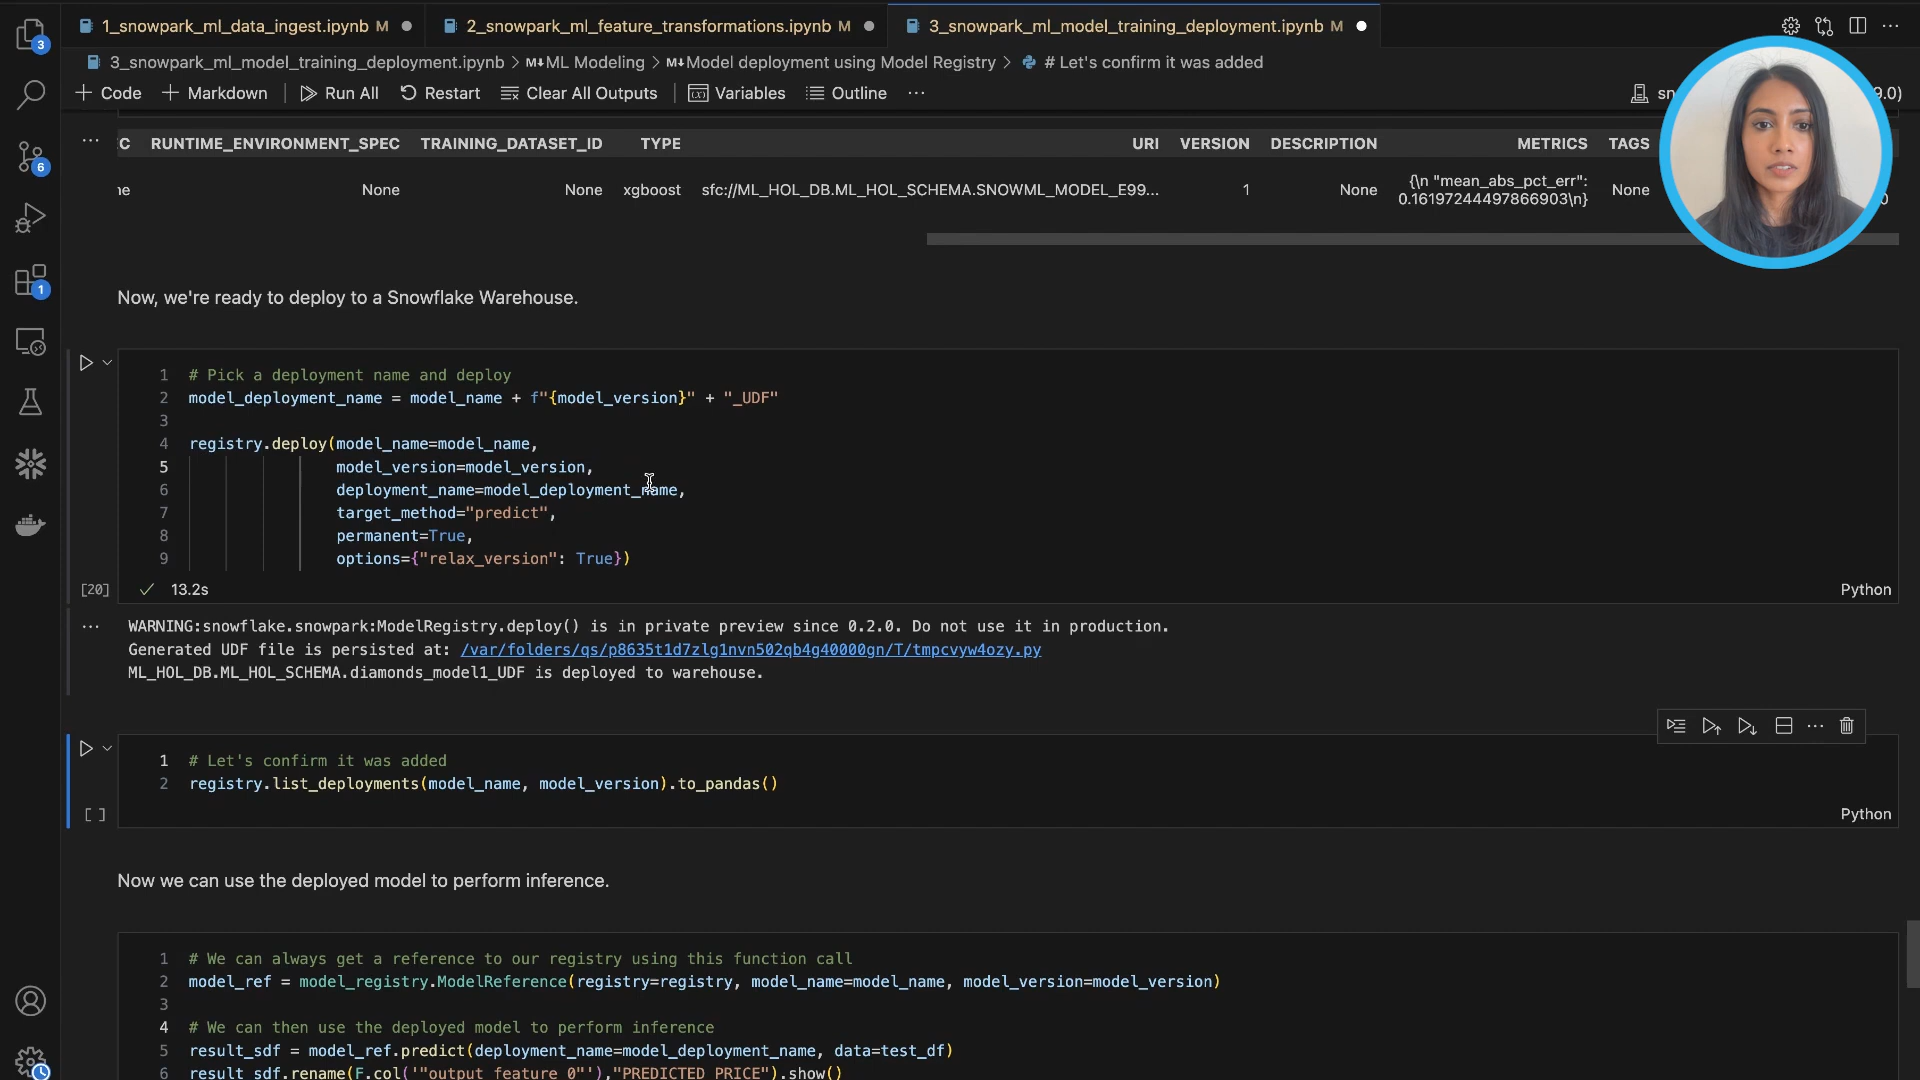 1_snowpark_ml_data_ingest.ipynb M
2_snowpark_ml_feature_transformations.ipynb M
3_snowpark_ml_model_training_deployment.ipynb M
3_snowpark_ml_model_training_deployment.ipynb > M↓ML Modeling > M↓Model deployment using Model Registry > # Let's confirm it was added
+ Code + Markdown Run All Restart Clear All Outputs Variables Outline ...
sn
9.0)
3
6
1
C RUNTIME_ENVIRONMENT_SPEC TRAINING_DATASET_ID TYPE URI VERSION DESCRIPTION METRICS TAGS
ne None None xgboost sfc://ML_HOL_DB.ML_HOL_SCHEMA.SNOWML_MODEL_E99... 1 None {\n "mean_abs_pct_err": None
0.16197244497866903\n}
0
Now, we're ready to deploy to a Snowflake Warehouse.
1 # Pick a deployment name and deploy
2 model_deployment_name = model_name + f"{model_version}" + "_UDF"
3
4 registry.deploy(model_name=model_name,
5 model_version=model_version,
6 deployment_name=model_deployment_name,
7 target_method="predict",
8 permanent=True,
9 options={"relax_version": True})
[20] ✓ 13.2s Python
... WARNING:snowflake.snowpark:ModelRegistry.deploy() is in private preview since 0.2.0. Do not use it in production.
Generated UDF file is persisted at: /var/folders/qs/p8635t1d7zlg1nvn502qb4g40000gn/T/tmpcvyw4ozy.py
ML_HOL_DB.ML_HOL_SCHEMA.diamonds_model1_UDF is deployed to warehouse.
1 # Let's confirm it was added
2 registry.list_deployments(model_name, model_version).to_pandas()
[ ] Python
Now we can use the deployed model to perform inference.
1 # We can always get a reference to our registry using this function call
2 model_ref = model_registry.ModelReference(registry=registry, model_name=model_name, model_version=model_version)
3
4 # We can then use the deployed model to perform inference
5 result_sdf = model_ref.predict(deployment_name=model_deployment_name, data=test_df)
6 result_sdf.rename(F.col('"output_feature_0"'),"PREDICTED_PRICE").show()